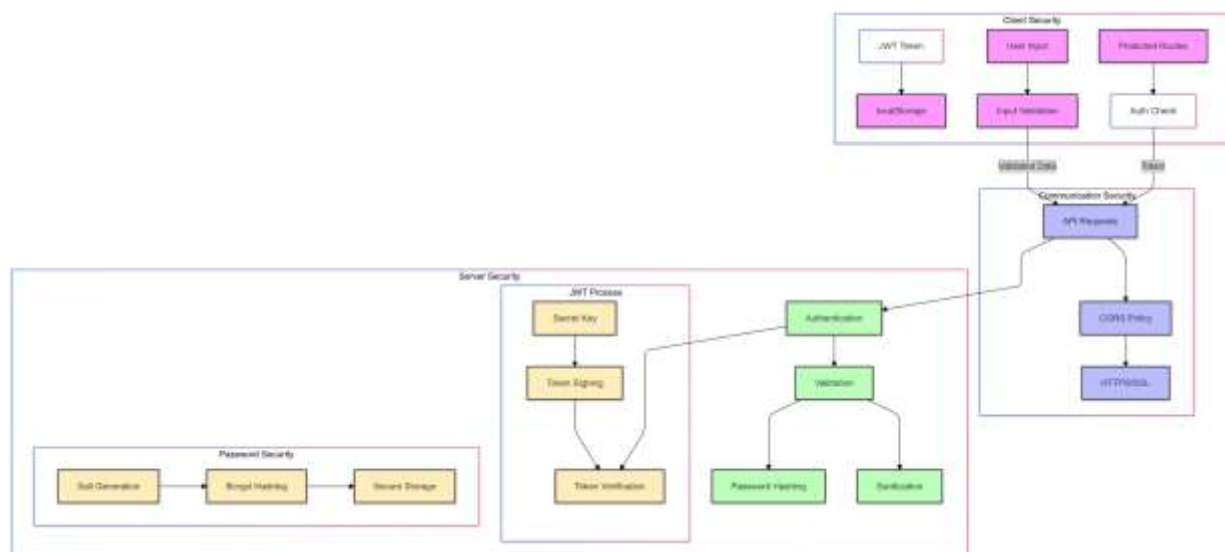 Client Security
JWT Token
User Input
Protected Routes
localStorage
Input Validation
Auth Check
Validated Data
Token
Communication Security
API Requests
Server Security
JWT Process
Secret Key
Authentication
CORS Policy
Token Signing
Validation
HTTPS/SSL
Password Security
Salt Generation
Bcrypt Hashing
Secure Storage
Token Verification
Password Hashing
Sanitization